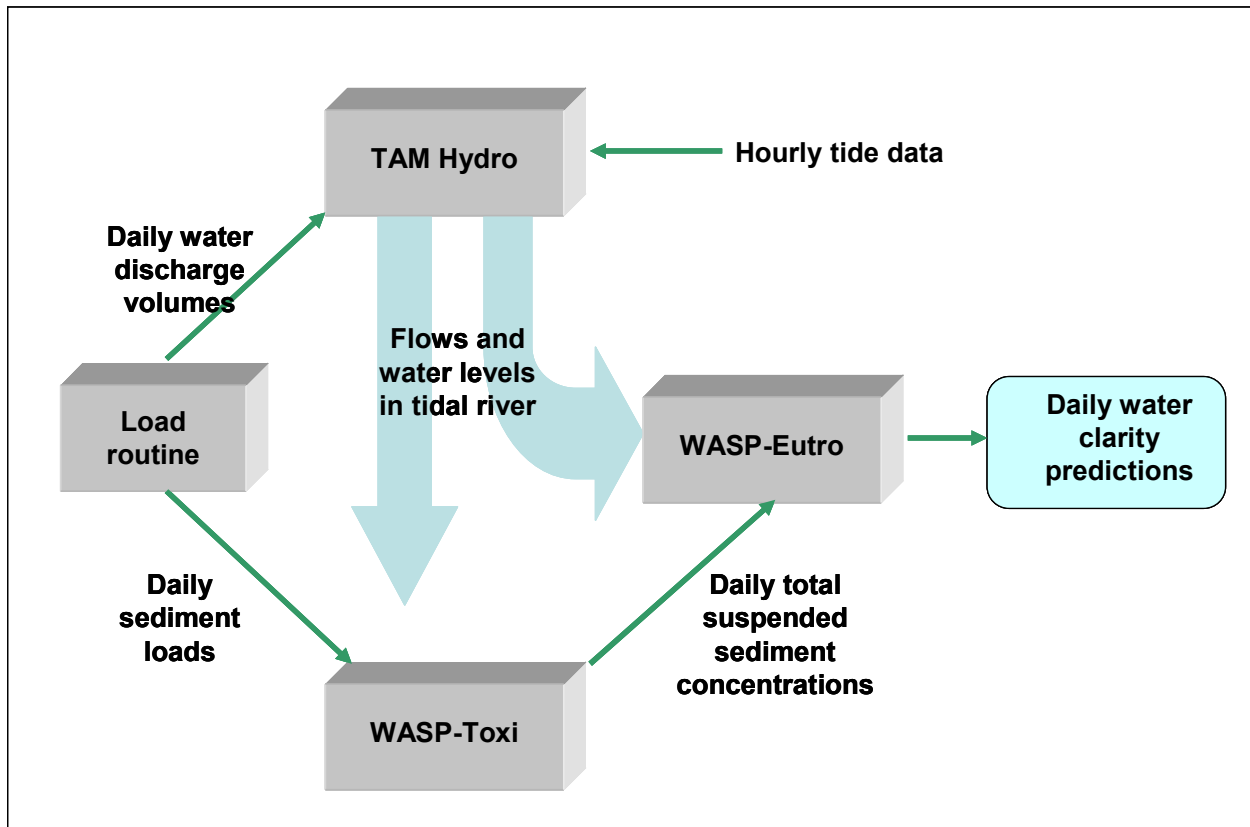 TAM Hydro
Hourly tide data
Daily water
discharge
volumes
Flows and
water levels
in tidal river
Load
routine
WASP-Eutro
Daily water
clarity
predictions
Daily
sediment
loads
Daily total
suspended
sediment
concentrations
WASP-Toxi